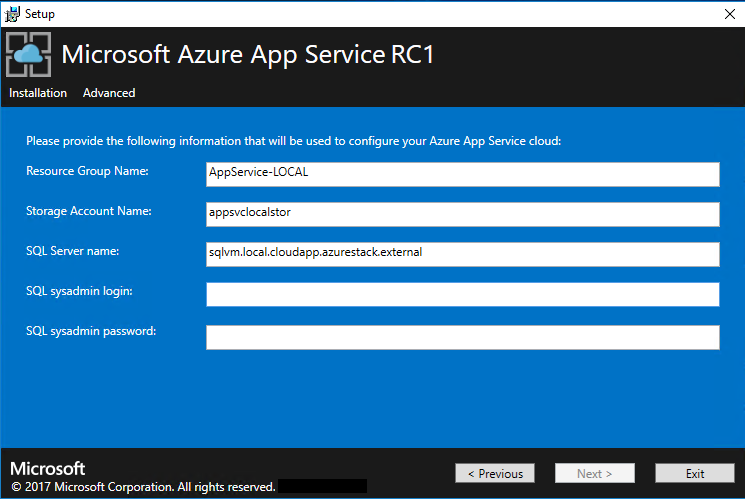 Setup
Microsoft Azure App Service RC1
Installation Advanced
Please provide the following information that will be used to configure your Azure App Service cloud:
Resource Group Name: AppService-LOCAL
Storage Account Name: appsvclocalstor
SQL Server name: sqlvm.local.cloudapp.azurestack.external
SQL sysadmin login:
SQL sysadmin password:
Microsoft
© 2017 Microsoft Corporation. All rights reserved.
< Previous Next > Exit